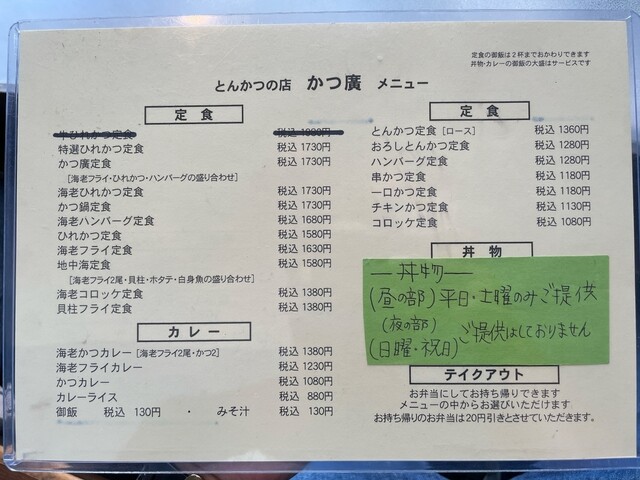 定食の御飯は2杯までおかわりできます
丼物・カレーの御飯の大盛はサービスです
とんかつの店 かつ廣 メニュー
定食
特選ひれかつ定食 税込 1730円
かつ廣定食 税込 1730円
[海老フライ・ひれかつ・ハンバーグの盛り合わせ]
海老ひれかつ定食 税込 1730円
かつ鍋定食 税込 1730円
海老ハンバーグ定食 税込 1680円
ひれかつ定食 税込 1580円
海老フライ定食 税込 1630円
地中海定食 税込 1580円
[海老フライ2尾・貝柱・ホタテ・白身魚の盛り合わせ]
海老コロッケ定食 税込 1380円
貝柱フライ定食 税込 1380円
カレー
海老かつカレー [海老フライ2尾・かつ2] 税込 1380円
海老フライカレー 税込 1230円
かつカレー 税込 1080円
カレーライス 税込 880円
御飯 税込 130円 ・ みそ汁 税込 130円
定食
とんかつ定食 [ロース] 税込 1360円
おろしとんかつ定食 税込 1280円
ハンバーグ定食 税込 1280円
串かつ定食 税込 1180円
一口かつ定食 税込 1180円
チキンかつ定食 税込 1130円
コロッケ定食 税込 1080円
丼物
―丼物―
(昼の部) 平日・土曜のみご提供
(夜の部)
(日曜・祝日) ご提供はしておりません
テイクアウト
お弁当にしてお持ち帰りできます
メニューの中からお選びいただけます
お持ち帰りのお弁当は20円引きとさせていただきます。